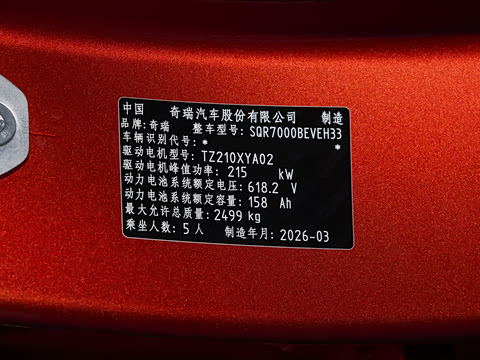 中国 奇瑞汽车股份有限公司 制造
品牌: 奇瑞 整车型号: SQR7000BEVEH33
车辆识别代号: * *
驱动电机型号: TZ210XYA02
驱动电机峰值功率: 215 kW
动力电池系统额定电压: 618.2 V
动力电池系统额定容量: 158 Ah
最大允许总质量: 2499 kg
乘坐人数: 5 人 制造年月: 2026-03